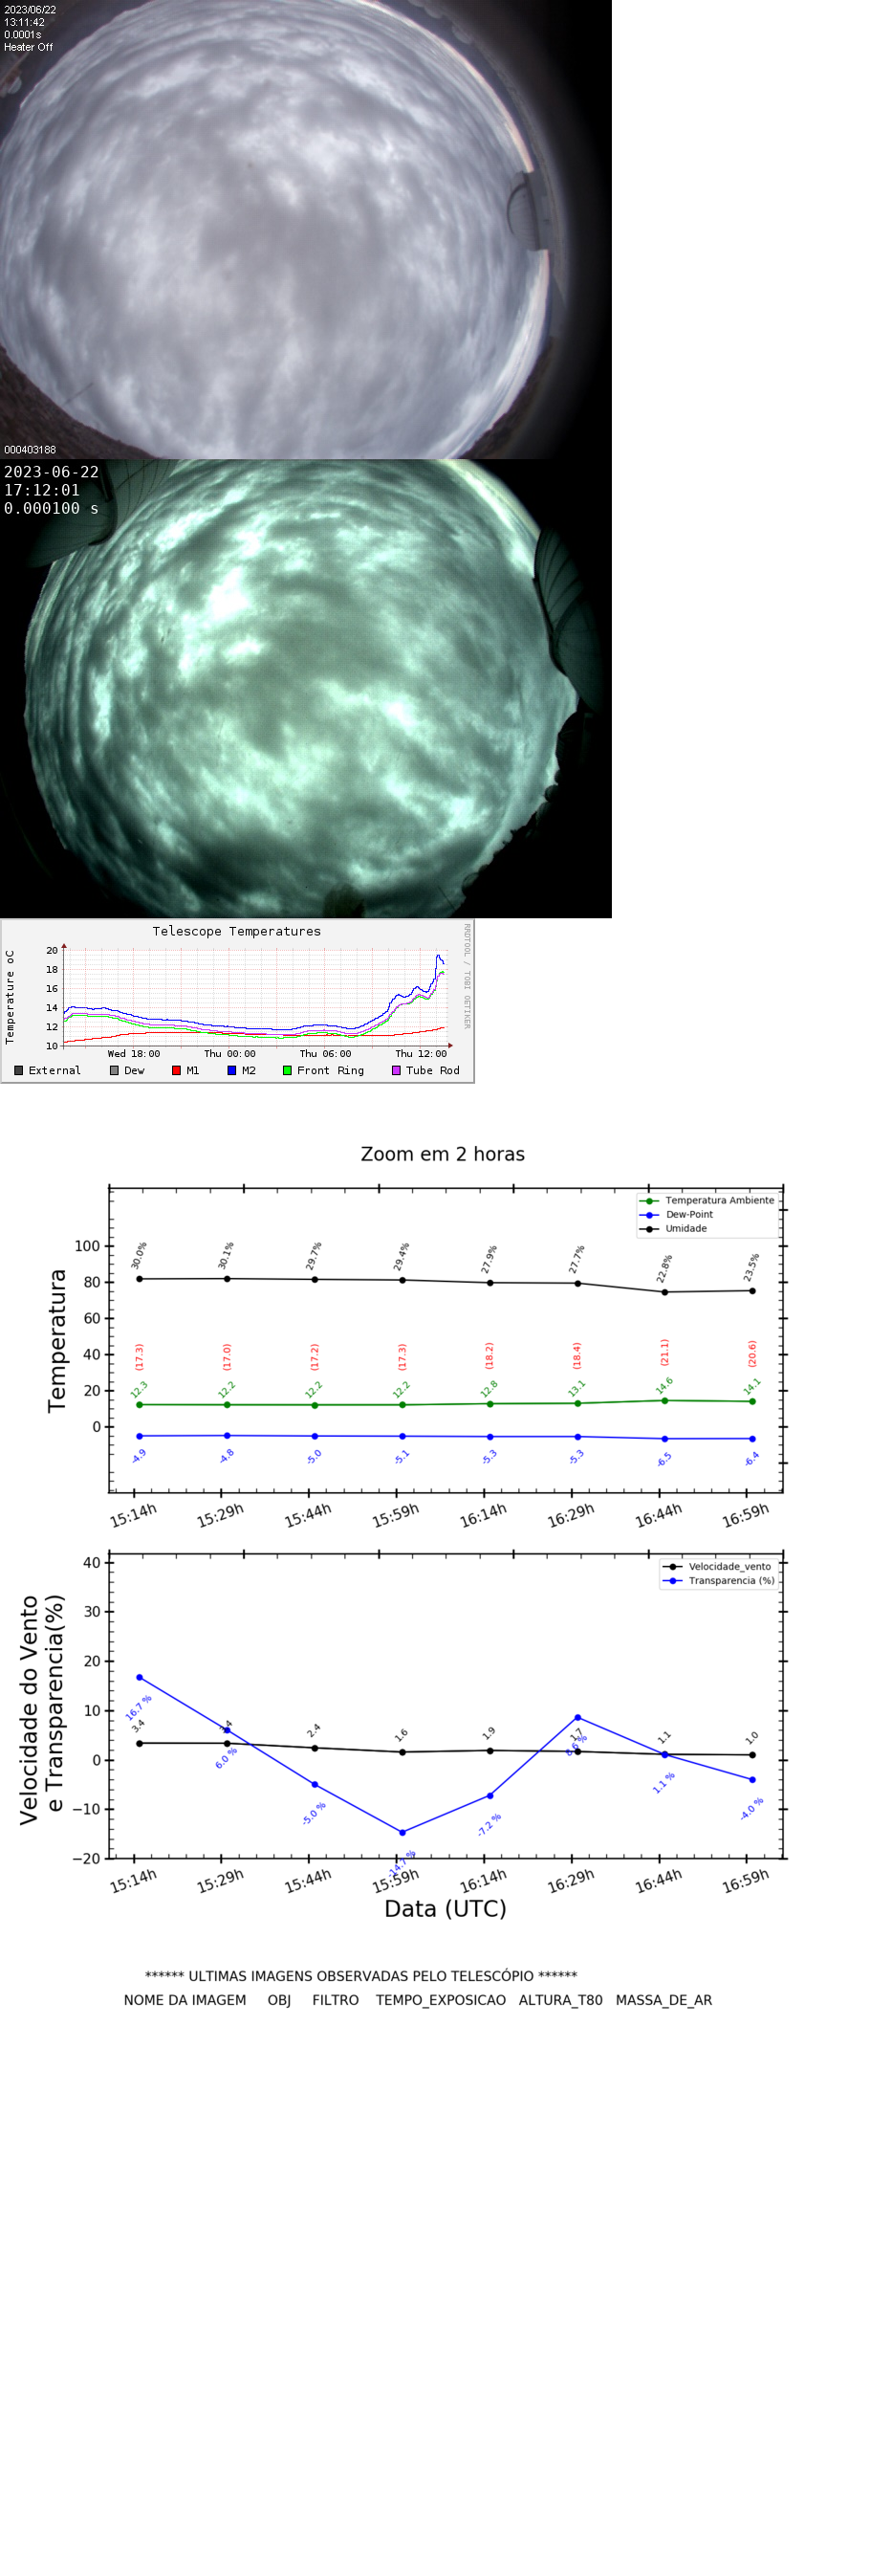 2023/06/22
13:11:42
0.0001s
Heater Off
000403188
2023-06-22
17:12:01
0.000100 s
Telescope Temperatures
RRDTOOL / TOBI OETIKER
Temperature oC
20
18
16
14
12
10
Wed 18:00 Thu 00:00 Thu 06:00 Thu 12:00
External Dew M1 M2 Front Ring Tube Rod
Zoom em 2 horas
Temperatura Ambiente
Dew-Point
Umidade
Temperatura
100
80
60
40
20
0
30.0% 30.1% 29.7% 29.4% 27.9% 27.7% 22.8% 23.5%
(17.3) (17.0) (17.2) (17.3) (18.2) (18.4) (21.1) (20.6)
12.3 12.2 12.2 12.2 12.8 13.1 14.6 14.1
-4.9 -4.8 -5.0 -5.1 -5.3 -5.3 -6.5 -6.4
15:14h 15:29h 15:44h 15:59h 16:14h 16:29h 16:44h 16:59h
Velocidade_vento
Transparencia (%)
Velocidade do Vento
e Transparencia(%)
40
30
20
10
0
−10
−20
3.4 3.4 2.4 1.6 1.9 1.7 1.1 1.0
16.7 % 6.0 % -5.0 % -14.7 % -7.2 % 8.6 % 1.1 % -4.0 %
15:14h 15:29h 15:44h 15:59h 16:14h 16:29h 16:44h 16:59h
Data (UTC)
****** ULTIMAS IMAGENS OBSERVADAS PELO TELESCÓPIO ******
NOME DA IMAGEM OBJ FILTRO TEMPO_EXPOSICAO ALTURA_T80 MASSA_DE_AR